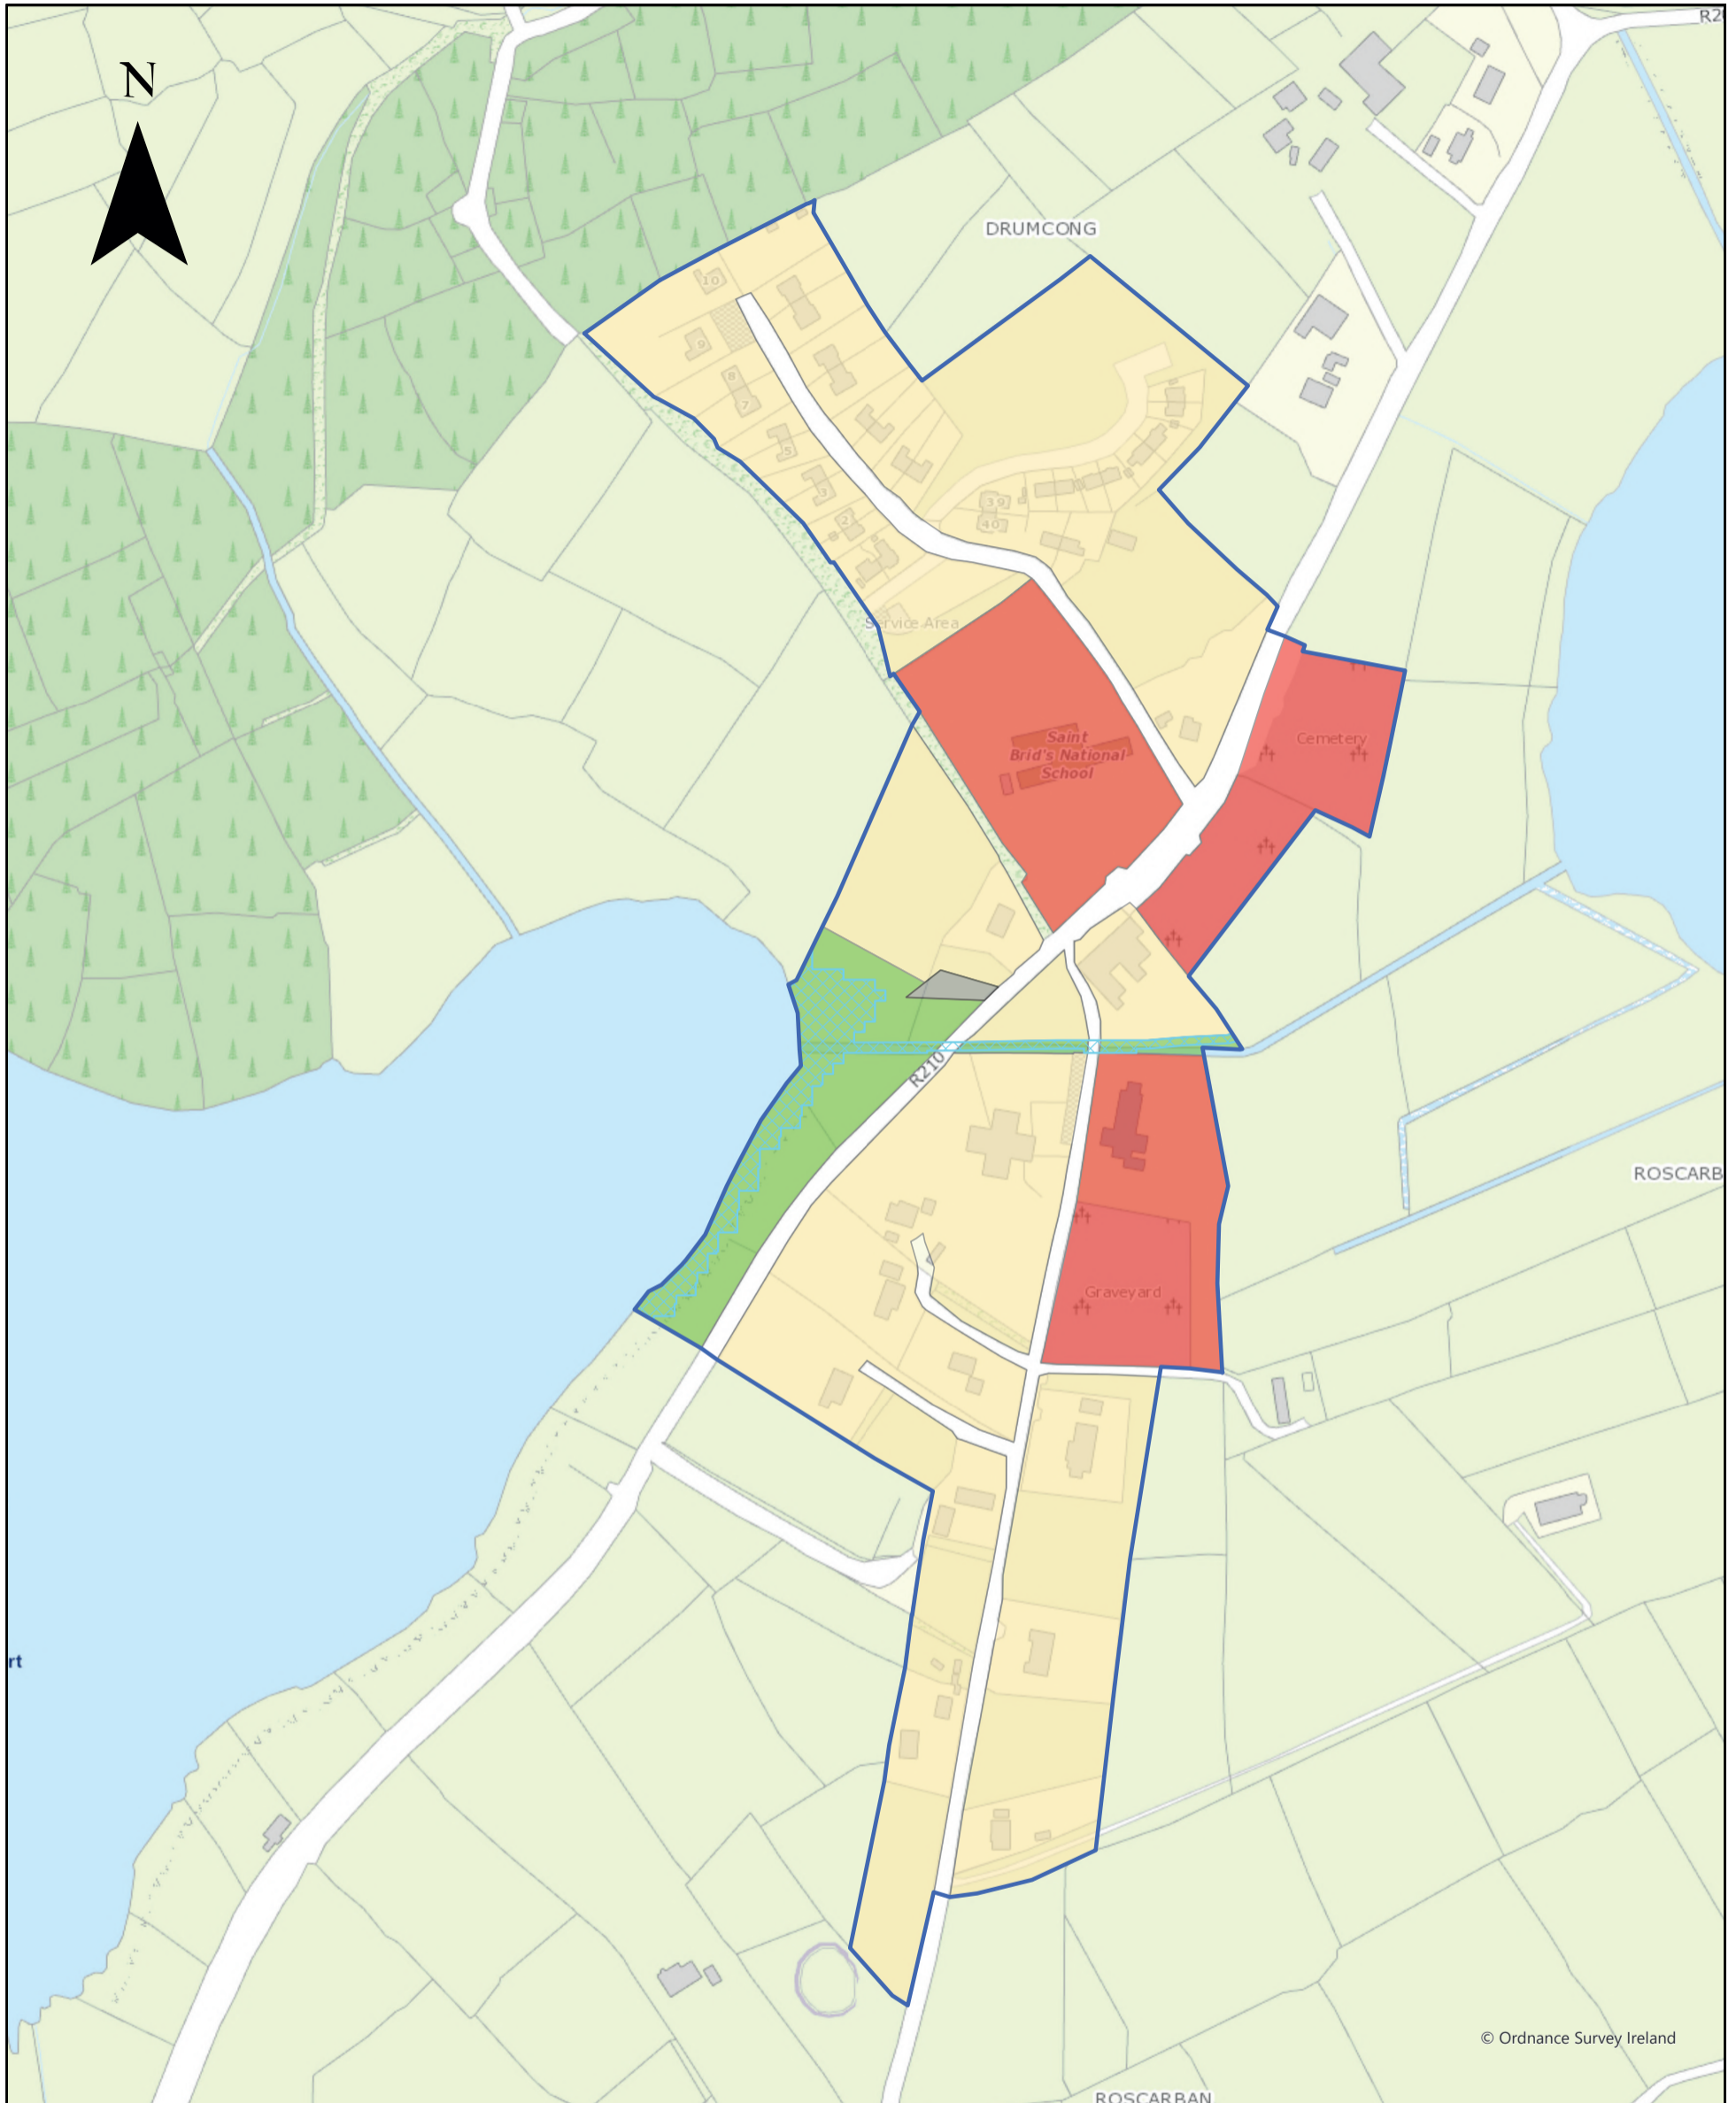 R2
N
DRUMCONG
10
9
8
7
5
3
2
39
40
Service Area
Saint
Brid's National
School
Cemetery
R210
ROSCARB
Graveyard
rt
© Ordnance Survey Ireland
ROSCARBAN